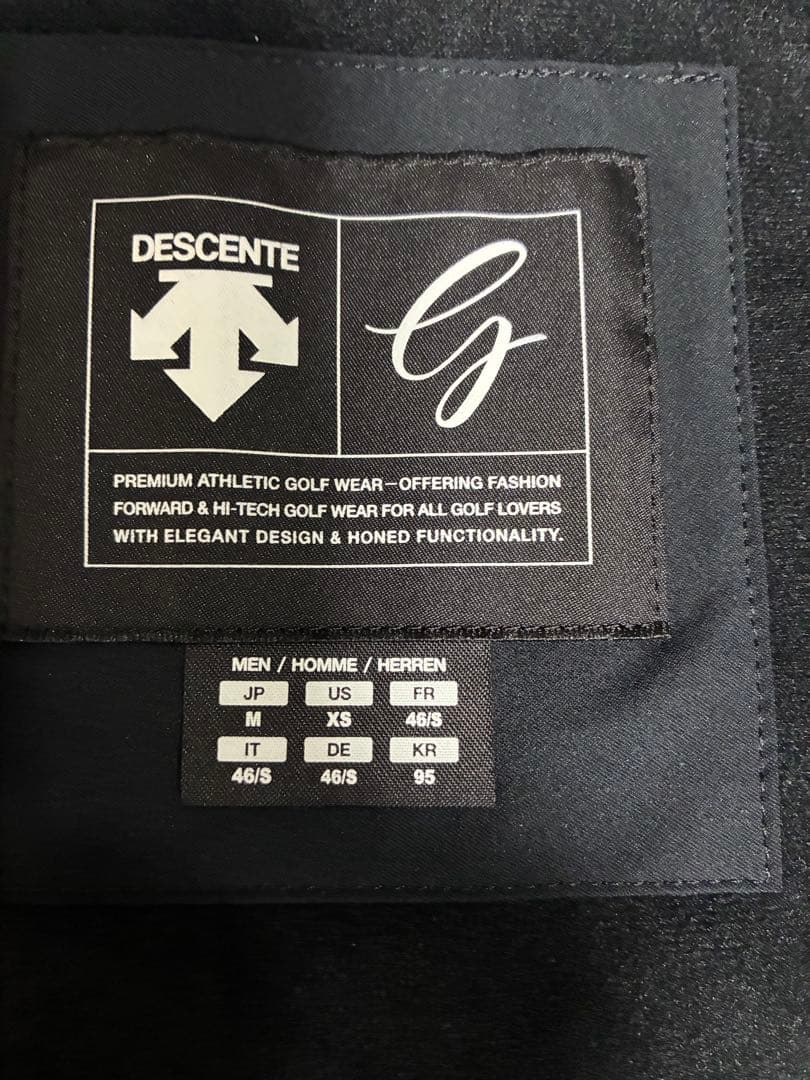 DESCENTE
G
PREMIUM ATHLETIC GOLF WEAR—OFFERING FASHION
FORWARD & HI-TECH GOLF WEAR FOR ALL GOLF LOVERS
WITH ELEGANT DESIGN & HONED FUNCTIONALITY.
MEN / HOMME / HERREN
JP US FR
M XS 46/S
IT DE KR
46/S 46/S 95